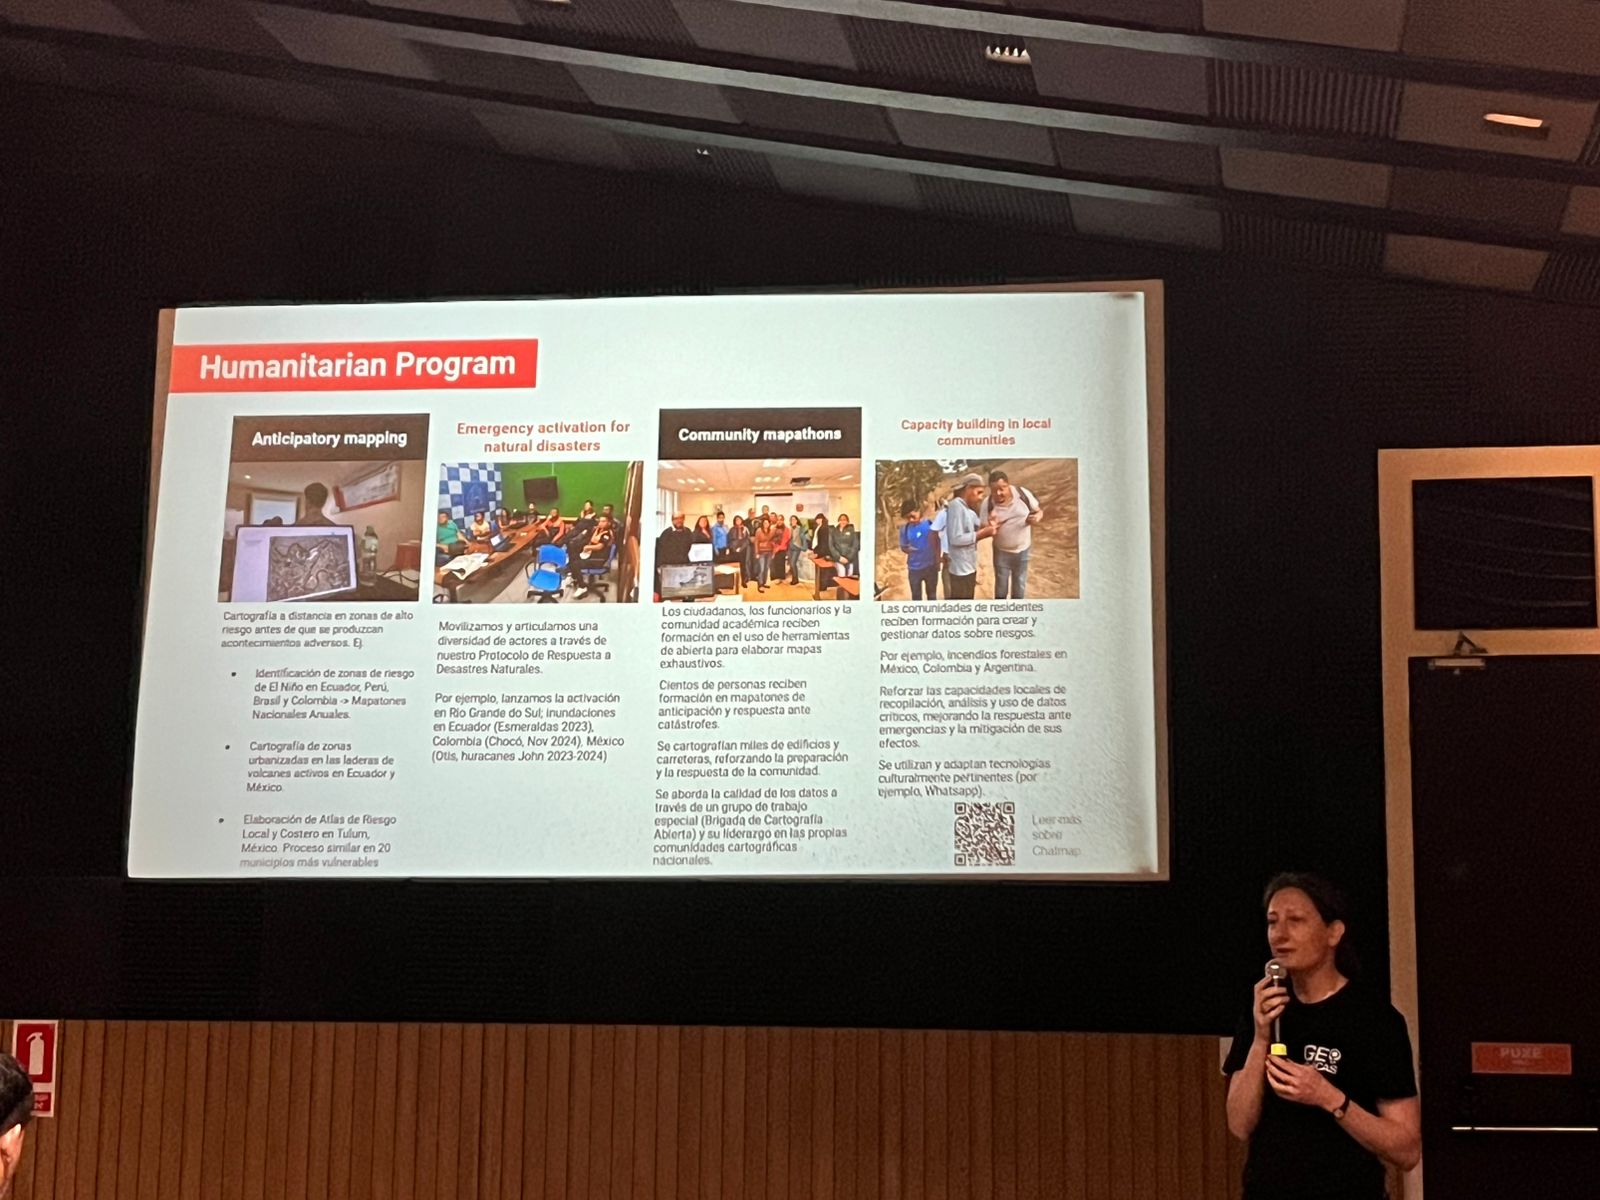 Humanitarian Program
Anticipatory mapping
Cartografía a distancia en zonas de alto
riesgo antes de que se produzcan
acontecimientos adversos. Ej.
Identificación de zonas de riesgo
de El Niño en Ecuador, Perú,
Brasil y Colombia -> Mapatones
Nacionales Anuales.
Cartografía de zonas
urbanizadas en las laderas de
volcanes activos en Ecuador y
México.
Elaboración de Atlas de Riesgo
Local y Costero en Tulum,
México. Proceso similar en 20
municipios más vulnerables
Emergency activation for
natural disasters
Movilizamos y articulamos una
diversidad de actores a través de
nuestro Protocolo de Respuesta a
Desastres Naturales.
Por ejemplo, lanzamos la activación
en Rio Grande do Sul; inundaciones
en Ecuador (Esmeraldas 2023),
Colombia (Chocó, Nov 2024), México
(Otis, huracanes John 2023-2024)
Community mapathons
Los ciudadanos, los funcionarios y la
comunidad académica reciben
formación en el uso de herramientas
de abierta para elaborar mapas
exhaustivos.
Cientos de personas reciben
formación en mapatones de
anticipación y respuesta ante
catástrofes.
Se cartografían miles de edificios y
carreteras, reforzando la preparación
y la respuesta de la comunidad.
Se aborda la calidad de los datos a
través de un grupo de trabajo
especial (Brigada de Cartografía
Abierta) y su liderazgo en las propias
comunidades cartográficas
nacionales.
Capacity building in local
communities
Las comunidades de residentes
reciben formación para crear y
gestionar datos sobre riesgos.
Por ejemplo, incendios forestales en
México, Colombia y Argentina.
Reforzar las capacidades locales de
recopilación, análisis y uso de datos
críticos, mejorando la respuesta ante
emergencias y la mitigación de sus
efectos.
Se utilizan y adaptan tecnologías
culturalmente pertinentes (por
ejemplo, Whatsapp).
Leer más
sobre
Chatmap
GEO
PUXE